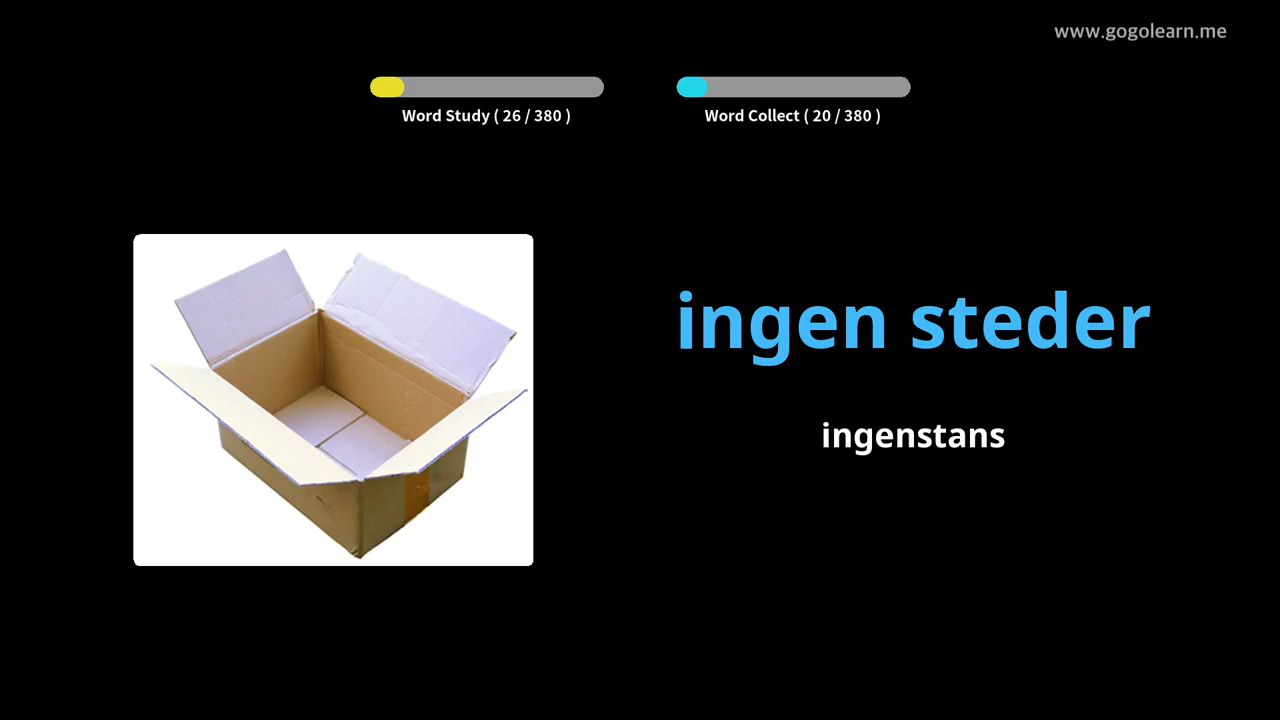 www.gogolearn.me
Word Study ( 26 / 380 )
Word Collect ( 20 / 380 )
ingen steder
ingenstans